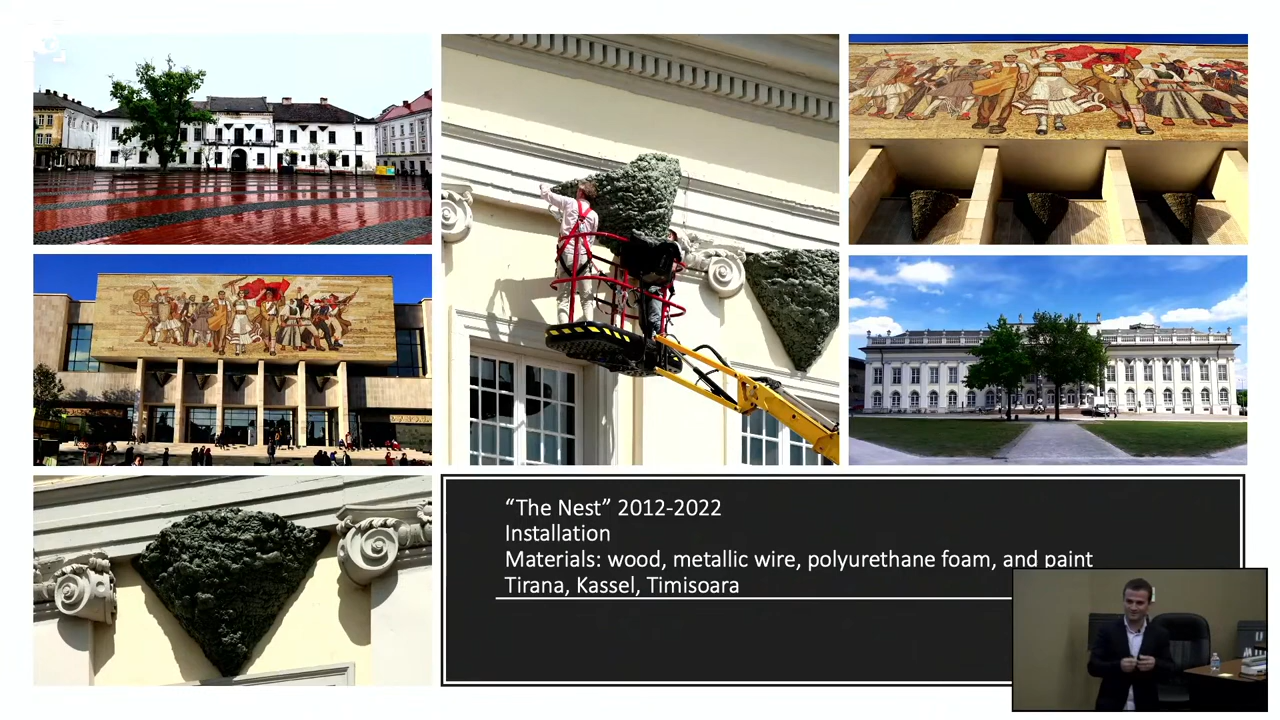 “The Nest” 2012-2022
Installation
Materials: wood, metallic wire, polyurethane foam, and paint
Tirana, Kassel, Timisoara